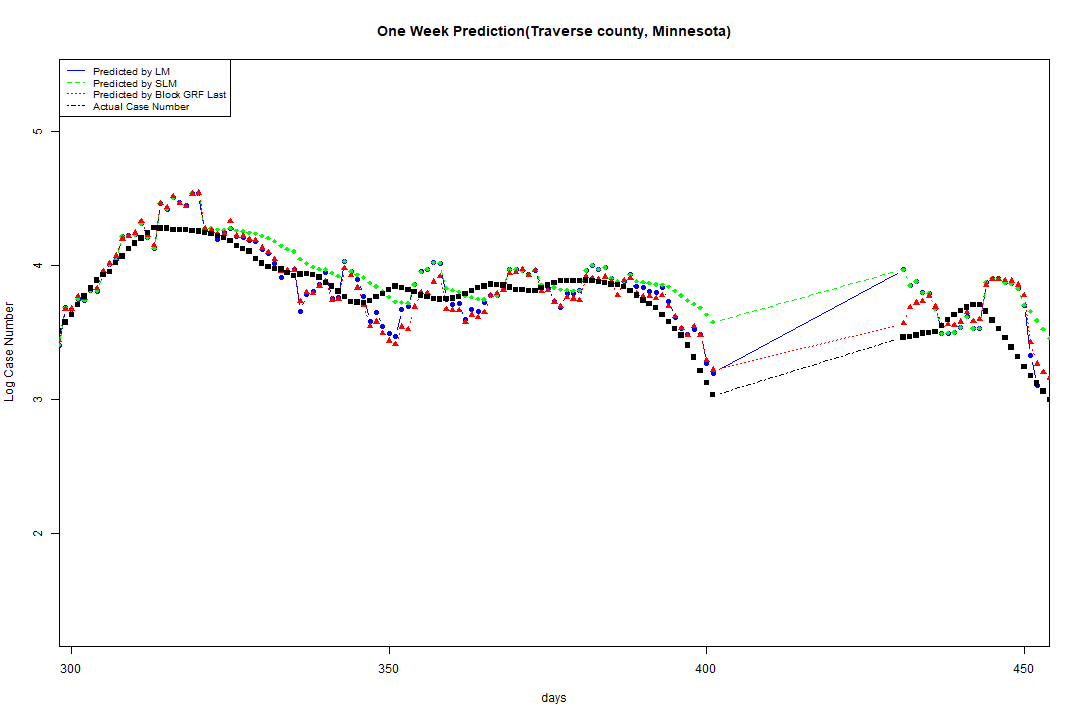 One Week Prediction(Traverse county, Minnesota)
Predicted by LM
Predicted by SLM
Predicted by Block GRF Last
Actual Case Number
5
4
3
2
Log Case Number
300 350 400 450
days